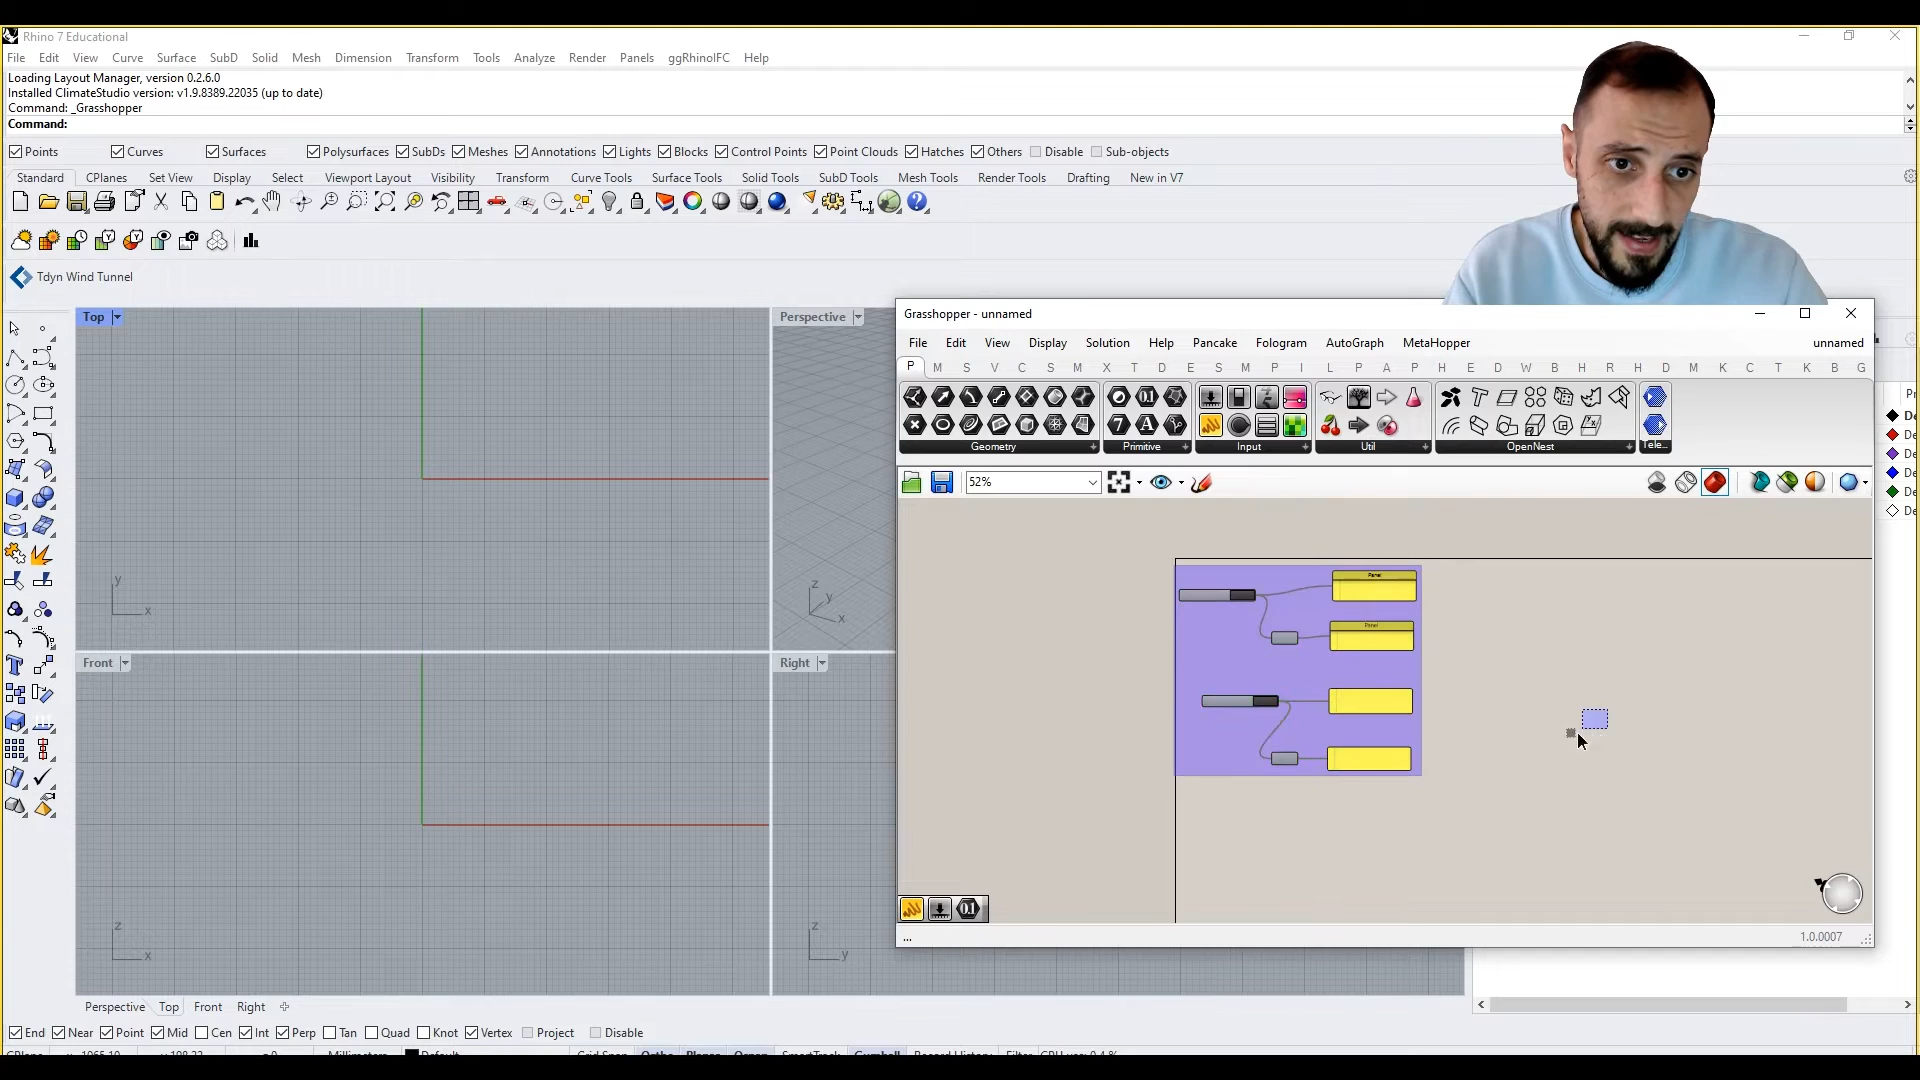 Rhino 7 Educational
File Edit View Curve Surface SubD Solid Mesh Dimension Transform Tools Analyze Render Panels ggRhinoIFC Help
Loading Layout Manager, version 0.2.6.0
Installed ClimateStudio version: v1.9.8389.22035 (up to date)
Command: _Grasshopper
Command:
Points Curves Surfaces Polysurfaces SubDs Meshes Annotations Lights Blocks Control Points Point Clouds Hatches Others Disable Sub-objects
Standard CPlanes Set View Display Select Viewport Layout Visibility Transform Curve Tools Surface Tools Solid Tools SubD Tools Mesh Tools Render Tools Drafting New in V7
Tdyn Wind Tunnel
Top
Perspective
Grasshopper - unnamed
File Edit View Display Solution Help Pancake Fologram AutoGraph MetaHopper unnamed
P M S V C S M X T D E S M P I L P T A P H E D W B H R H D M K C T K B G
Geometry Primitive Input Util OpenNest Tele...
52%
Panel
Panel
y
x
z
y
x
Front
Right
z
x
z
y
...
1.0.0007
Perspective Top Front Right
End Near Point Mid Cen Int Perp Tan Quad Knot Vertex Project Disable